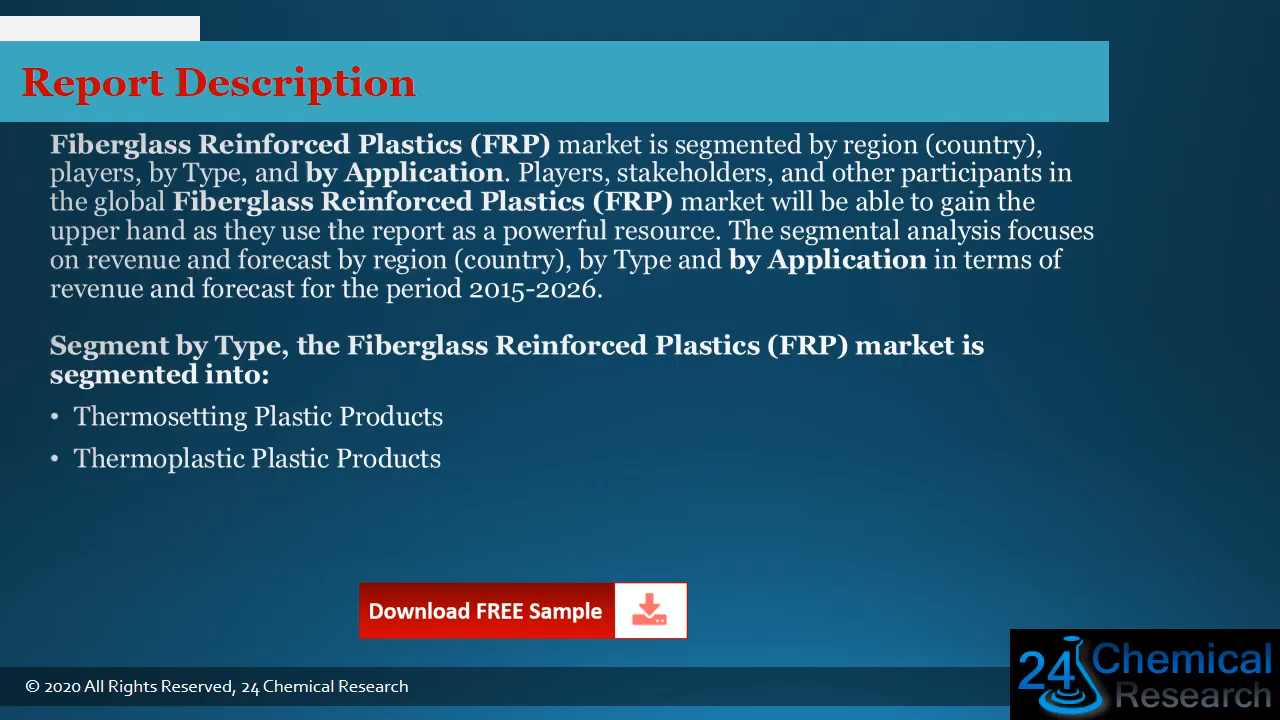 Report Description
Fiberglass Reinforced Plastics (FRP) market is segmented by region (country),
players, by Type, and by Application. Players, stakeholders, and other participants in
the global Fiberglass Reinforced Plastics (FRP) market will be able to gain the
upper hand as they use the report as a powerful resource. The segmental analysis focuses
on revenue and forecast by region (country), by Type and by Application in terms of
revenue and forecast for the period 2015-2026.
Segment by Type, the Fiberglass Reinforced Plastics (FRP) market is
segmented into:
• Thermosetting Plastic Products
• Thermoplastic Plastic Products
Download FREE Sample
© 2020 All Rights Reserved, 24 Chemical Research
24 Chemical
Research